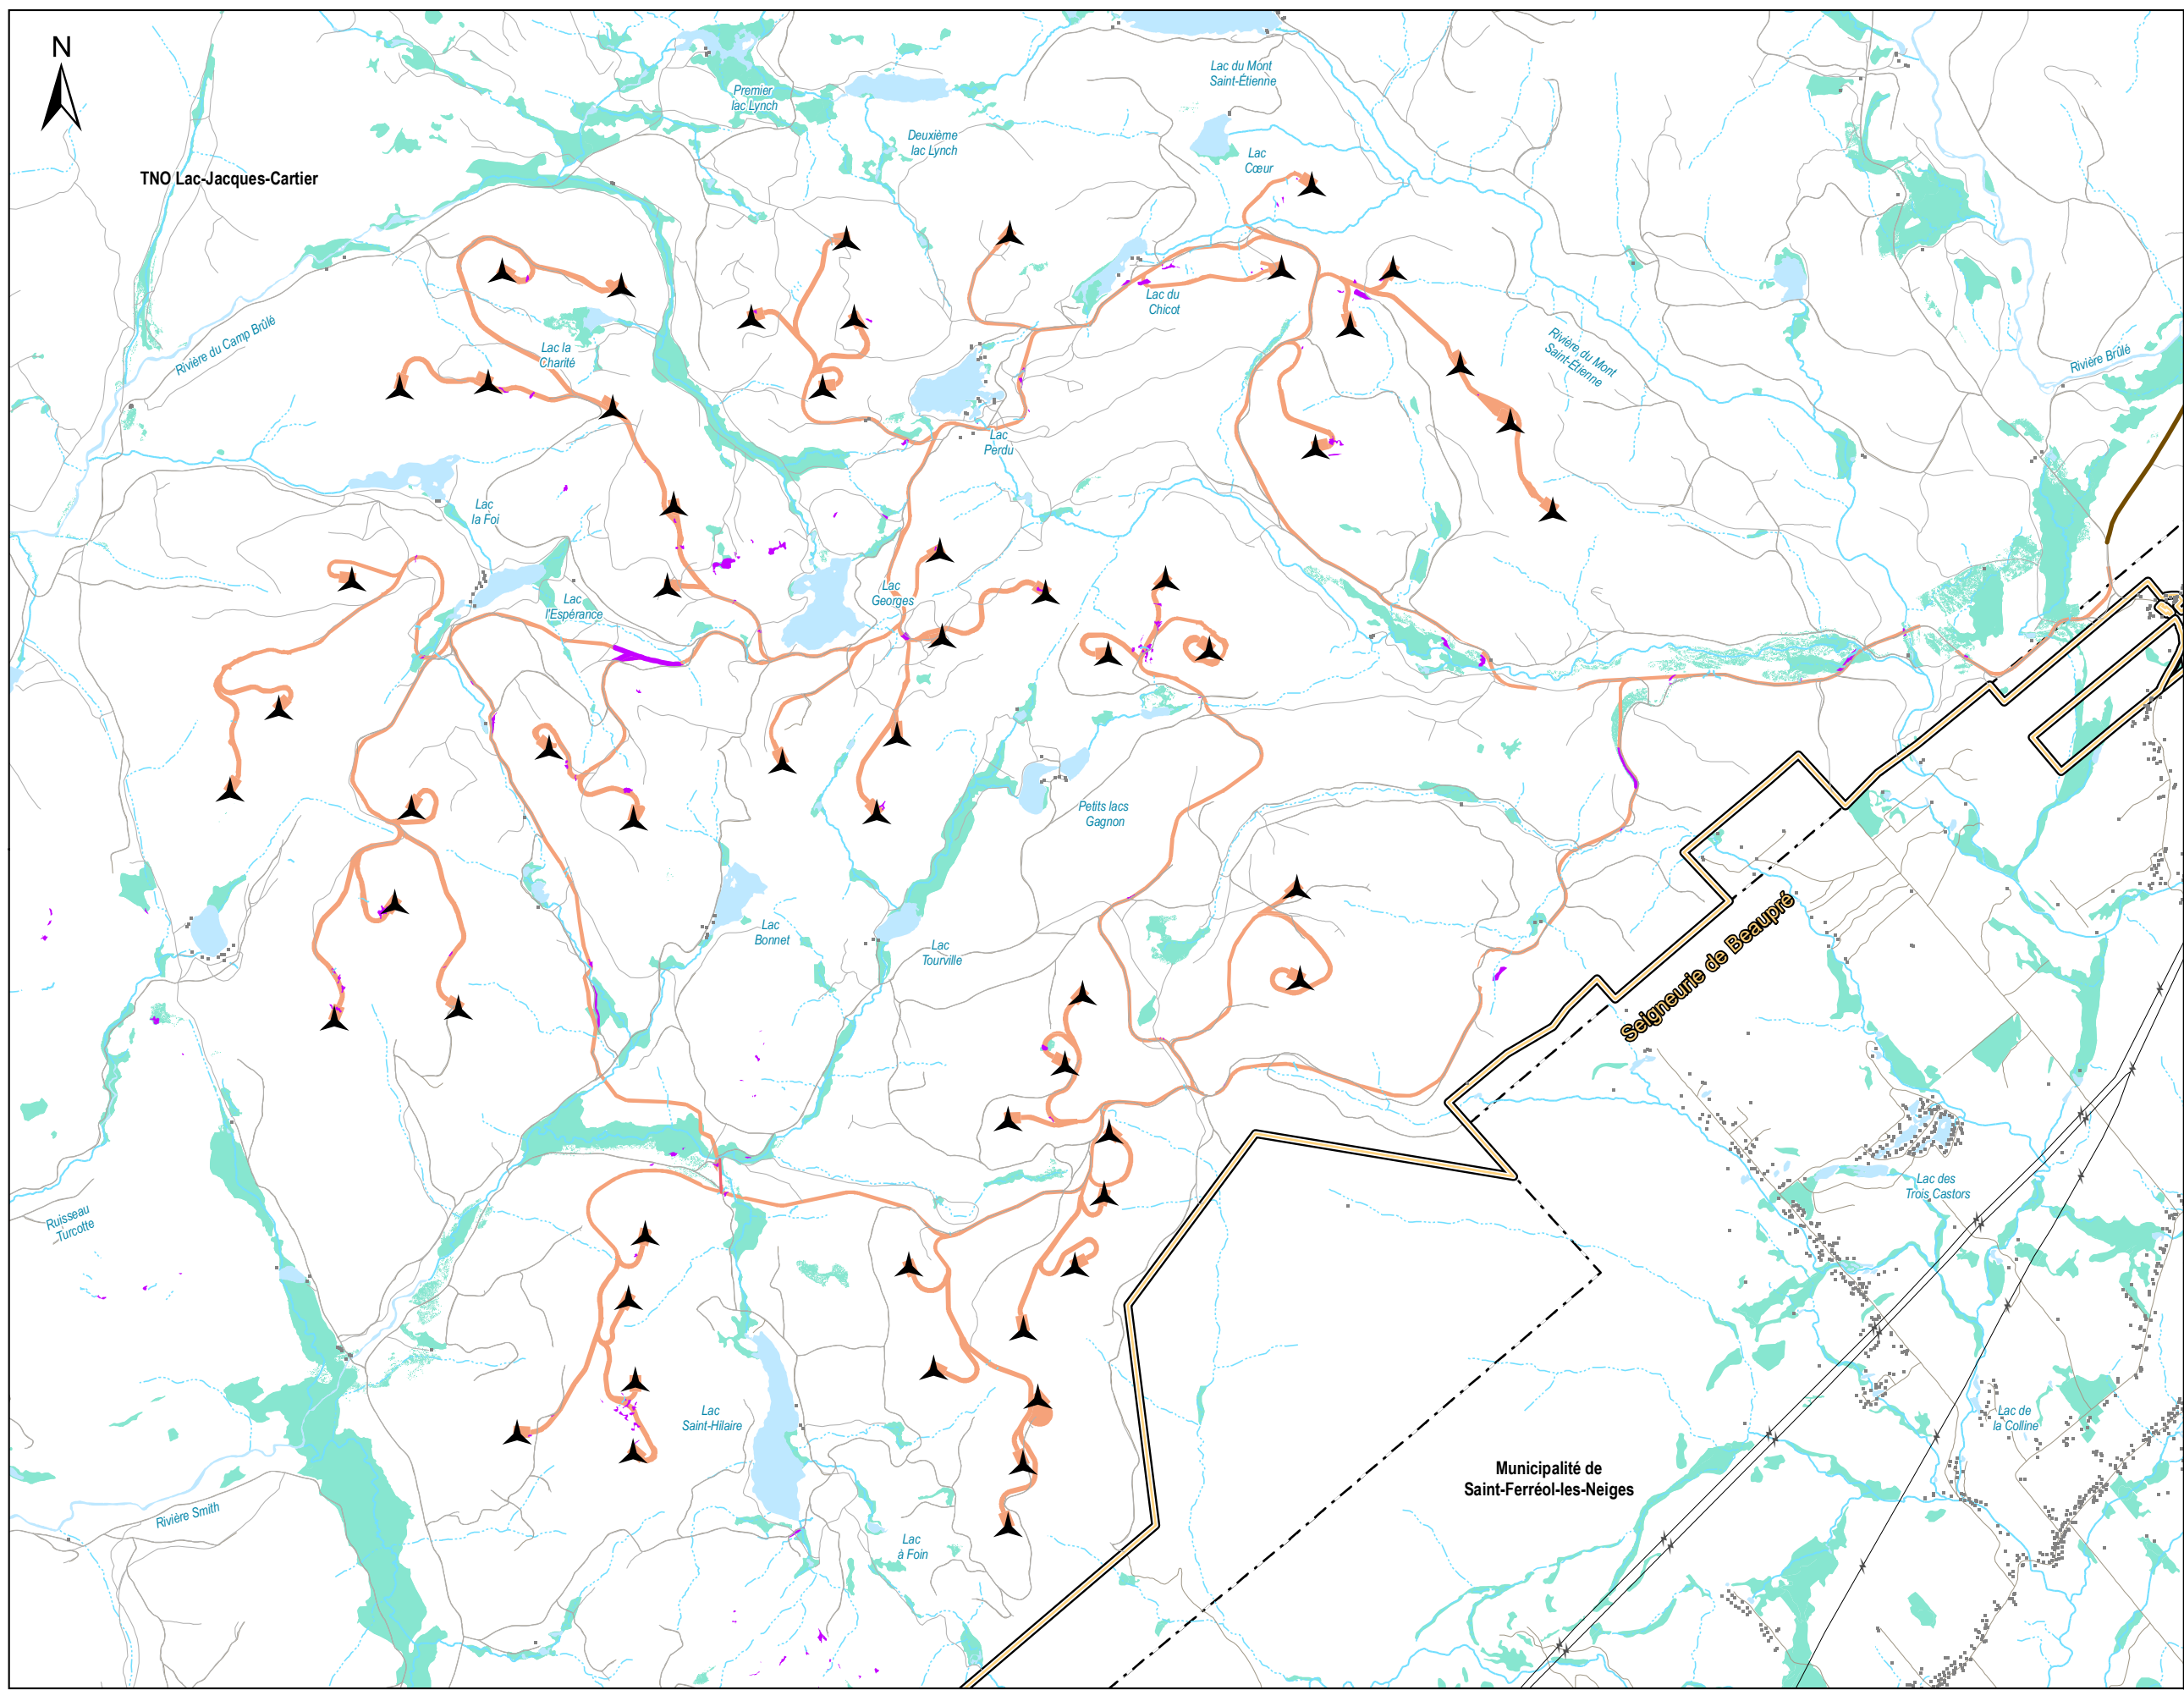 N
Lac du Mont
Saint-Étienne
Premier
lac Lynch
Deuxième
lac Lynch
Lac
Cœur
TNO Lac-Jacques-Cartier
Lac du
Chicot
Rivière du Camp Brûlé
Lac la
Charité
Rivière du Mont
Saint-Étienne
Rivière Brûlé
Lac
Perdu
Lac
la Foi
Lac
l'Espérance
Lac
Georges
Petits lacs
Gagnon
Lac
Bonnet
Lac
Tourville
Seigneurie de Beaupré
Lac des
Trois Castors
Ruisseau
Turcotte
Lac
Saint-Hilaire
Lac de
la Colline
Municipalité de
Saint-Ferréol-les-Neiges
Rivière Smith
Lac
à Foin